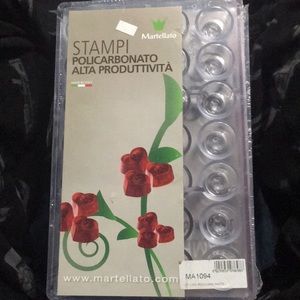 Martellato
STAMPI
POLICARBONATO
ALTA PRODUTTIVITÀ
www.martellato.com
MA1094